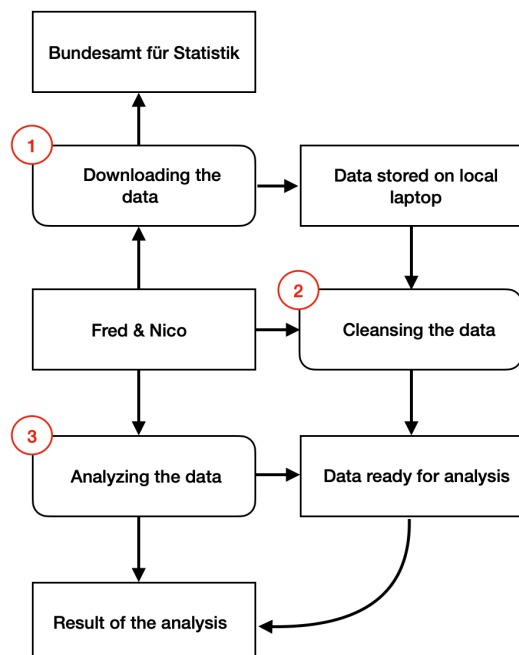 Bundesamt für Statistik
1
Downloading the
data
Data stored on local
laptop
2
Fred & Nico
Cleansing the data
3
Analyzing the data
Data ready for analysis
Result of the analysis